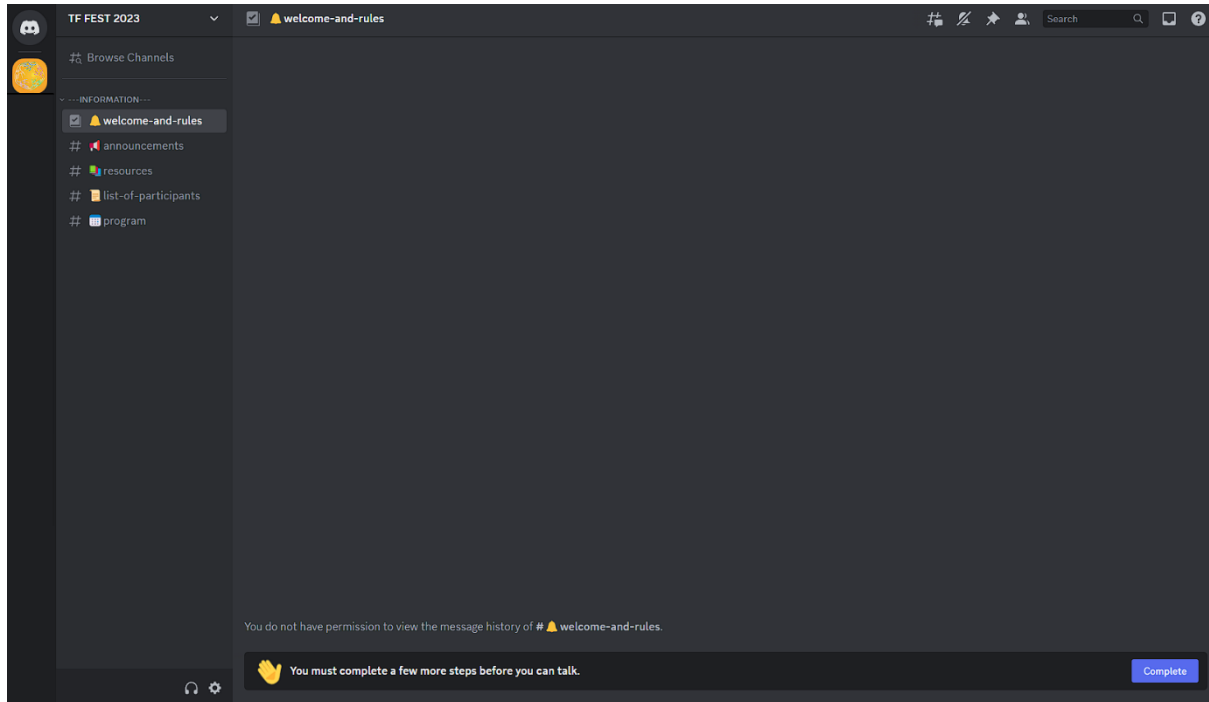 TF FEST 2023
🔔welcome-and-rules
Search
Browse Channels
---INFORMATION---
🔔welcome-and-rules
📢announcements
📚resources
📜list-of-participants
📅program
You do not have permission to view the message history of # 🔔 welcome-and-rules.
You must complete a few more steps before you can talk.
Complete